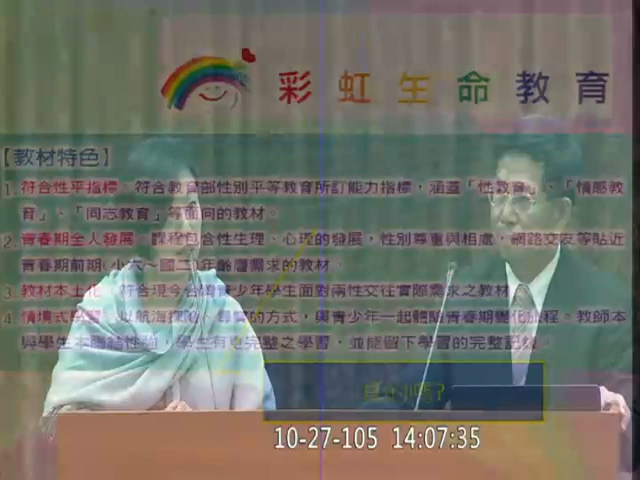 彩虹生命教育
【教材特色】
1. 符合性平指標。符合教育部性別平等教育所訂能力指標，涵蓋「性教育」、「情感教
育」、「同志教育」等面向的教材。
2. 青春期全人發展。課程包含性生理、心理的發展，性別尊重與相處，網路交友等貼近
青春期前期(小六～國二)年齡層需求的教材。
3. 教材本土化。符合現今台灣青少年學生面對兩性交往實際需求之教材。
4. 情境式 以航海探險、尋寶的方式，與青少年一起體驗青春期變化旅程。教師本
與學生本 性強，學生有更完整之學習，並能留下學習的完整記錄。
真的嗎?
10-27-105 14:07:35